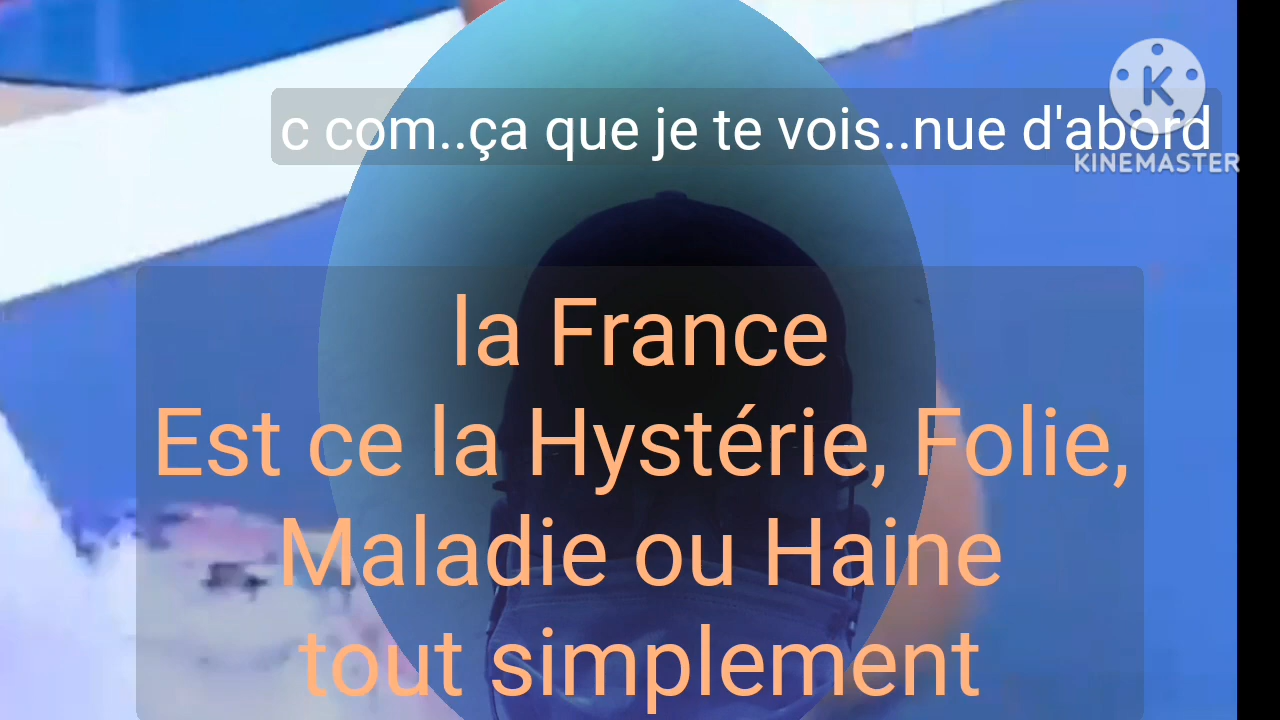 c com..ça que je te vois..nue d'abord
KINEMASTER
la France
Est ce la Hystérie, Folie,
Maladie ou Haine
tout simplement